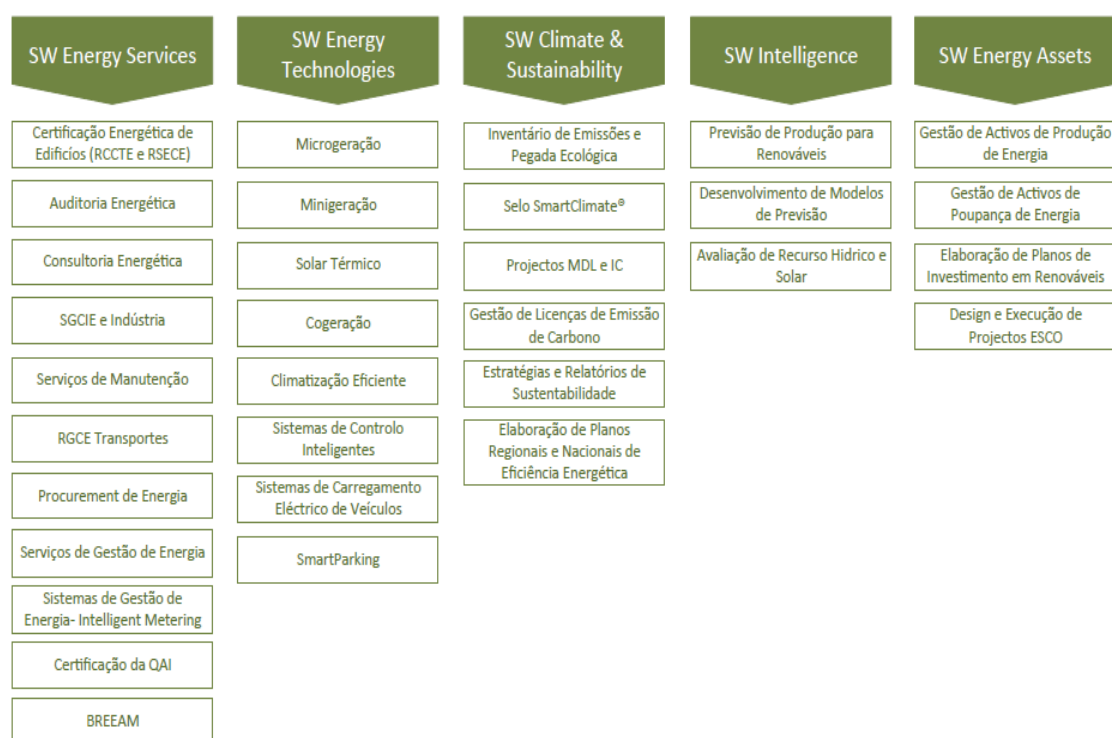 SW Energy Services
Certificação Energética de
Edificíos (RCCTE e RSECE)
Auditoria Energética
Consultoria Energética
SGCIE e Indústria
Serviços de Manutenção
RGCE Transportes
Procurement de Energia
Serviços de Gestão de Energia
Sistemas de Gestão de
Energia- Intelligent Metering
Certificação da QAI
BREEAM
SW Energy
Technologies
Microgeração
Minigeração
Solar Térmico
Cogeração
Climatização Eficiente
Sistemas de Controlo
Inteligentes
Sistemas de Carregamento
Eléctrico de Veículos
SmartParking
SW Climate &
Sustainability
Inventário de Emissões e
Pegada Ecológica
Selo SmartClimate®
Projectos MDL e IC
Gestão de Licenças de Emissão
de Carbono
Estratégias e Relatórios de
Sustentabilidade
Elaboração de Planos
Regionais e Nacionais de
Eficiência Energética
SW Intelligence
Previsão de Produção para
Renováveis
Desenvolvimento de Modelos
de Previsão
Avaliação de Recurso Hidrico e
Solar
SW Energy Assets
Gestão de Activos de Produção
de Energia
Gestão de Activos de
Poupança de Energia
Elaboração de Planos de
Investimento em Renováveis
Design e Execução de
Projectos ESCO